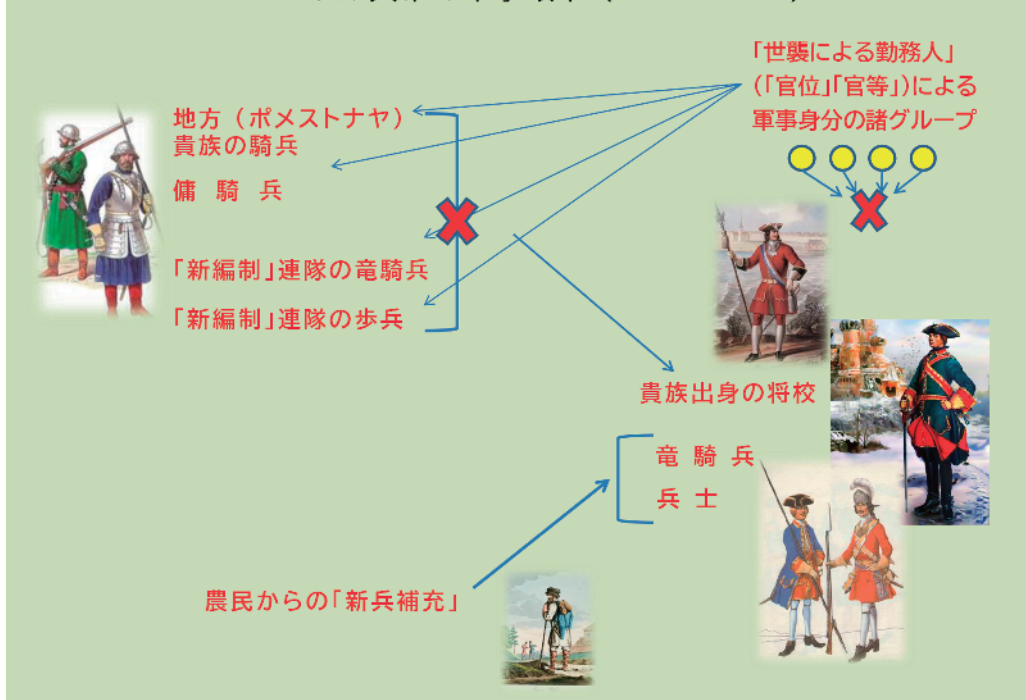 「世襲による勤務人」
(「官位」「官等」)による
軍事身分の諸グループ
地方(ポメストナヤ)
貴族の騎兵
傭 騎 兵
「新編制」連隊の竜騎兵
「新編制」連隊の歩兵
貴族出身の将校
竜 騎 兵
兵 士
農民からの「新兵補充」